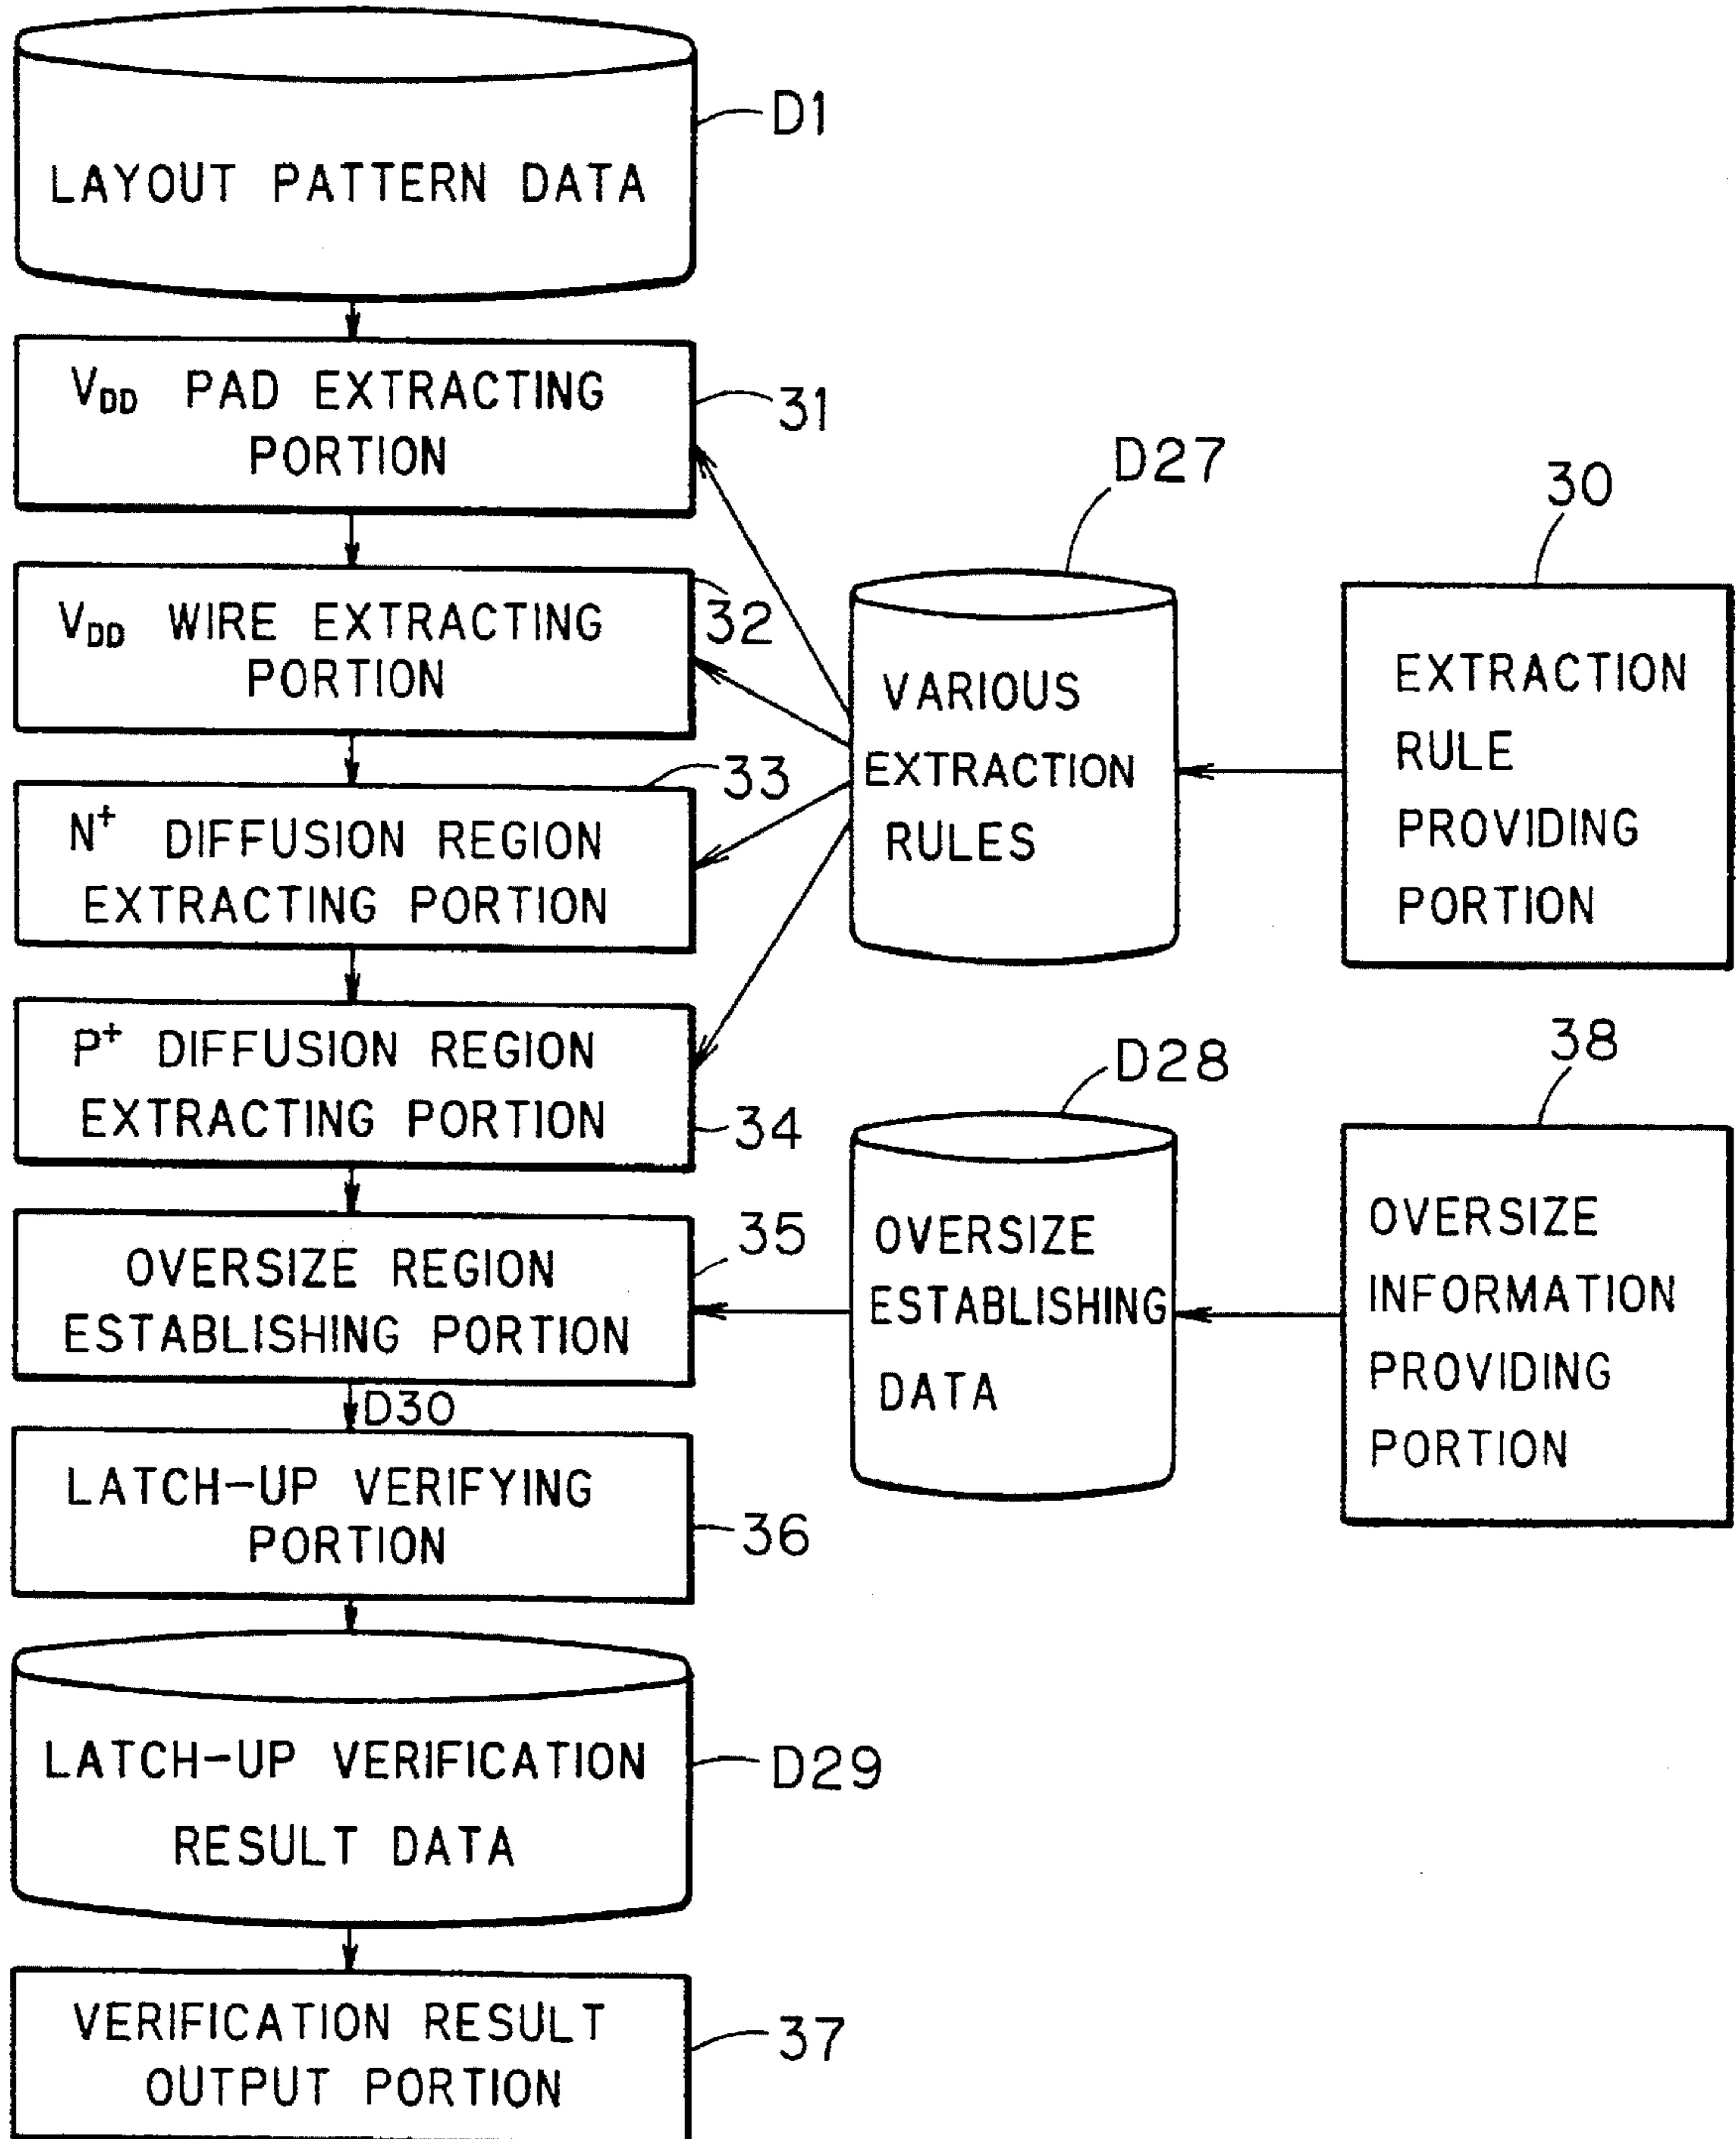 LAYOUT PATTERN DATA
D1
V_DD PAD EXTRACTING
PORTION
31
V_DD WIRE EXTRACTING
PORTION
32
N⁺ DIFFUSION REGION
EXTRACTING PORTION
33
P⁺ DIFFUSION REGION
EXTRACTING PORTION
34
D27
VARIOUS
EXTRACTION
RULES
30
EXTRACTION
RULE
PROVIDING
PORTION
OVERSIZE REGION
ESTABLISHING PORTION
35
D28
OVERSIZE
ESTABLISHING
DATA
38
OVERSIZE
INFORMATION
PROVIDING
PORTION
D30
LATCH-UP VERIFYING
PORTION
36
LATCH-UP VERIFICATION
RESULT DATA
D29
VERIFICATION RESULT
OUTPUT PORTION
37